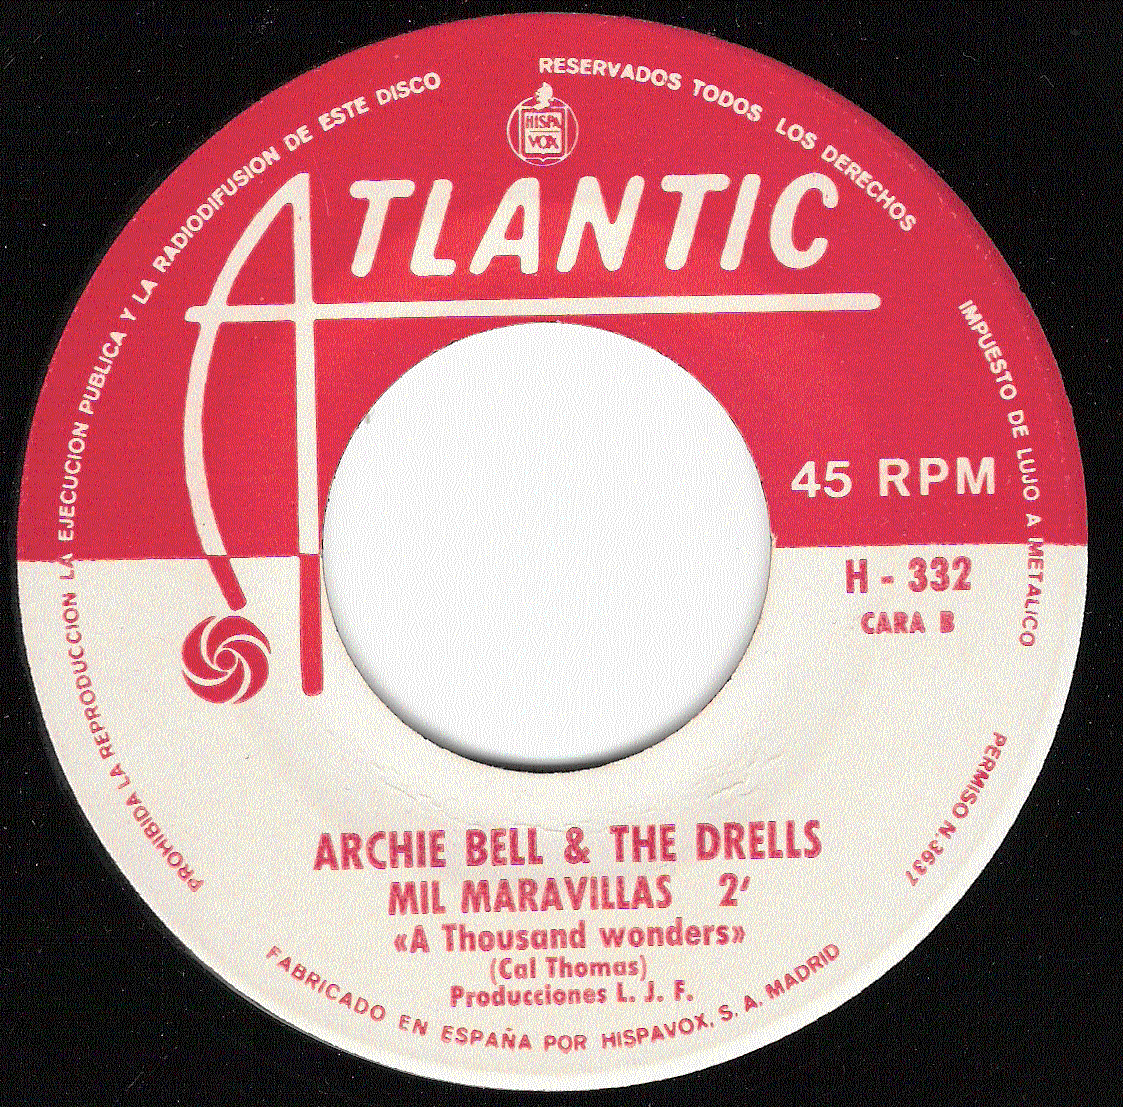 PROHIBIDA LA REPRODUCCION LA EJECUCION PUBLICA Y LA RADIODIFUSION DE ESTE DISCO
RESERVADOS TODOS LOS DERECHOS
IMPUESTO DE LUJO A METALICO
PERMISO N.3637
HISPA
VOX
ATLANTIC
45 RPM
H - 332
CARA B
ARCHIE BELL & THE DRELLS
MIL MARAVILLAS 2'
«A Thousand wonders»
(Cal Thomas)
Producciones L. J. F.
FABRICADO EN ESPAÑA POR HISPAVOX. S. A. MADRID